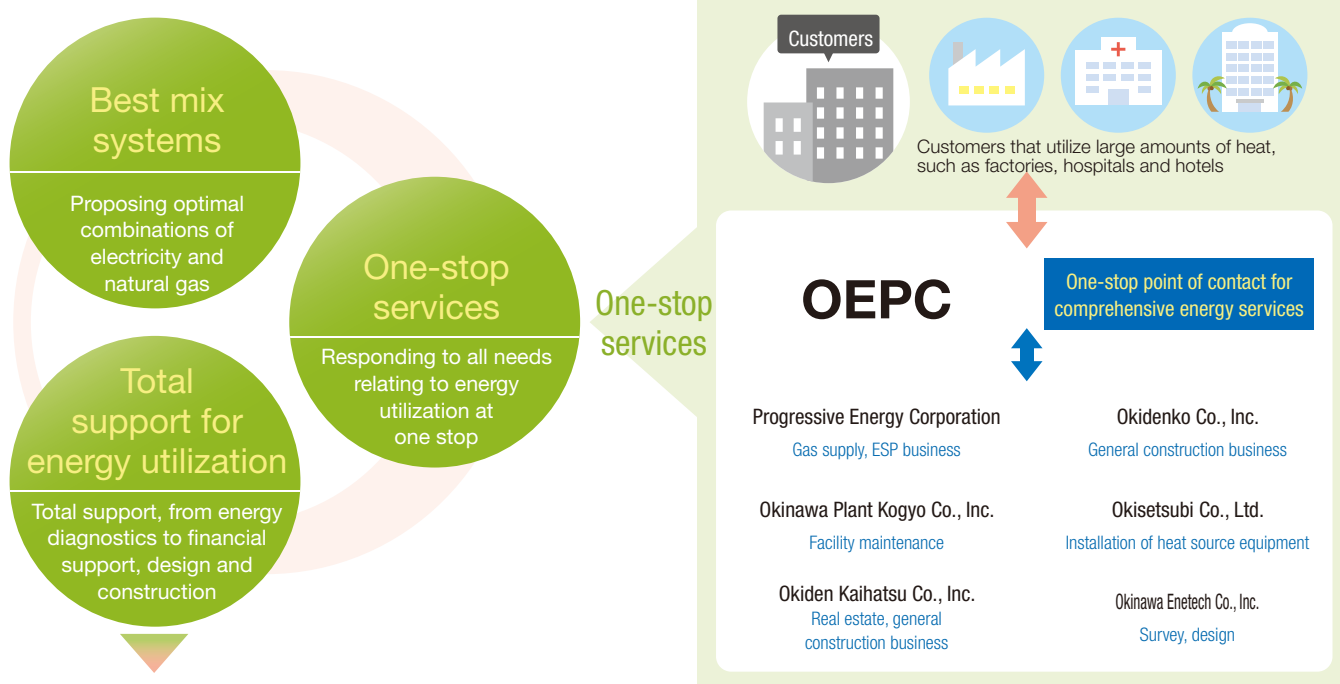 Best mix
systems
Proposing optimal
combinations of
electricity and
natural gas
One-stop
services
Responding to all needs
relating to energy
utilization at
one stop
Total
support for
energy utilization
Total support, from energy
diagnostics to financial
support, design and
construction
One-stop
services
Customers
Customers that utilize large amounts of heat,
such as factories, hospitals and hotels
OEPC
One-stop point of contact for
comprehensive energy services
Progressive Energy Corporation
Gas supply, ESP business
Okidenko Co., Inc.
General construction business
Okinawa Plant Kogyo Co., Inc.
Facility maintenance
Okisetsubi Co., Ltd.
Installation of heat source equipment
Okiden Kaihatsu Co., Inc.
Real estate, general
construction business
Okinawa Enetech Co., Inc.
Survey, design